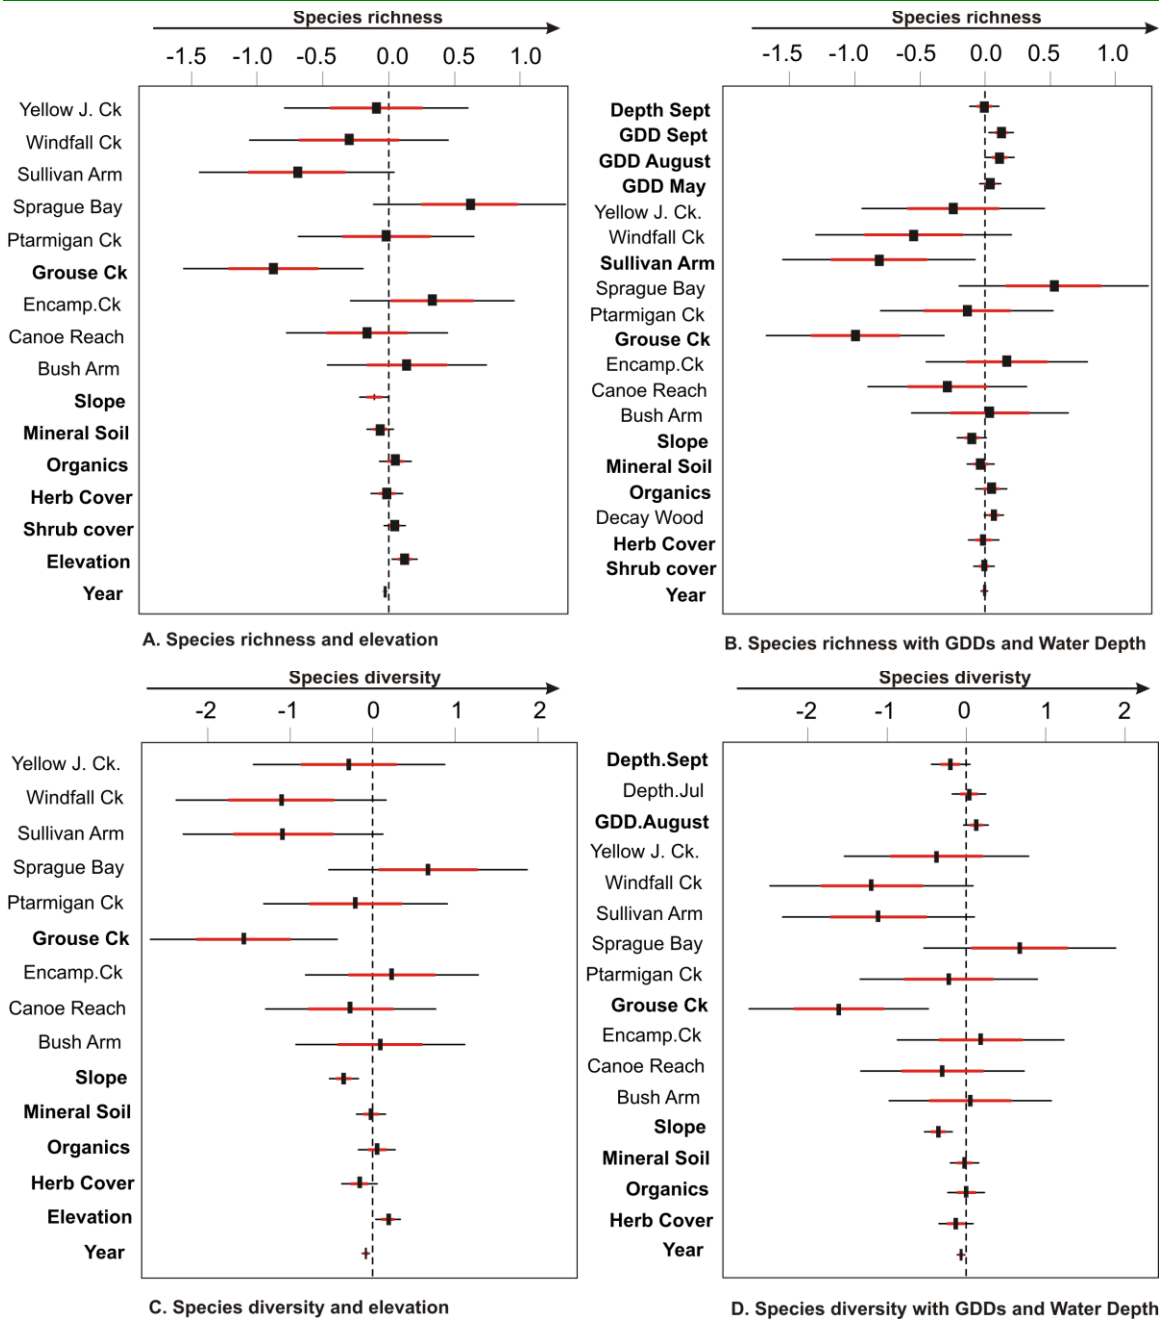 Species richness
-1.5 -1.0 -0.5 0.0 0.5 1.0
Yellow J. Ck
Windfall Ck
Sullivan Arm
Sprague Bay
Ptarmigan Ck
Grouse Ck
Encamp.Ck
Canoe Reach
Bush Arm
Slope
Mineral Soil
Organics
Herb Cover
Shrub cover
Elevation
Year
A. Species richness and elevation
Species richness
-1.5 -1.0 -0.5 0.0 0.5 1.0
Depth Sept
GDD Sept
GDD August
GDD May
Yellow J. Ck.
Windfall Ck
Sullivan Arm
Sprague Bay
Ptarmigan Ck
Grouse Ck
Encamp.Ck
Canoe Reach
Bush Arm
Slope
Mineral Soil
Organics
Decay Wood
Herb Cover
Shrub cover
Year
B. Species richness with GDDs and Water Depth
Species diversity
-2 -1 0 1 2
Yellow J. Ck.
Windfall Ck
Sullivan Arm
Sprague Bay
Ptarmigan Ck
Grouse Ck
Encamp.Ck
Canoe Reach
Bush Arm
Slope
Mineral Soil
Organics
Herb Cover
Elevation
Year
C. Species diversity and elevation
Species diveristy
-2 -1 0 1 2
Depth.Sept
Depth.Jul
GDD.August
Yellow J. Ck.
Windfall Ck
Sullivan Arm
Sprague Bay
Ptarmigan Ck
Grouse Ck
Encamp.Ck
Canoe Reach
Bush Arm
Slope
Mineral Soil
Organics
Herb Cover
Year
D. Species diversity with GDDs and Water Depth